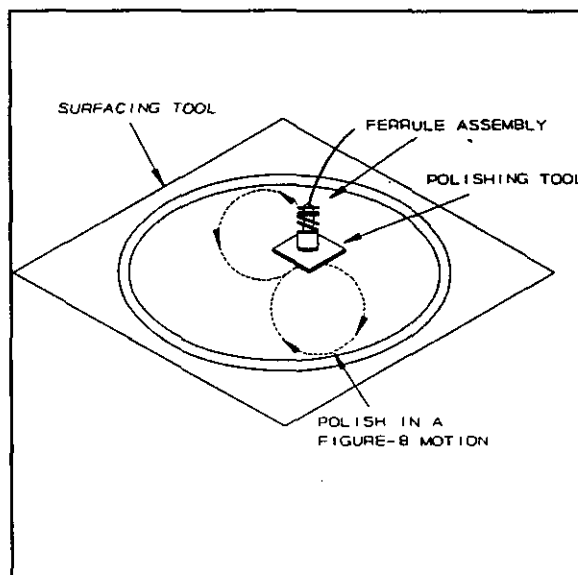 SURFACING TOOL
FERRULE ASSEMBLY
POLISHING TOOL
POLISH IN A
FIGURE-8 MOTION